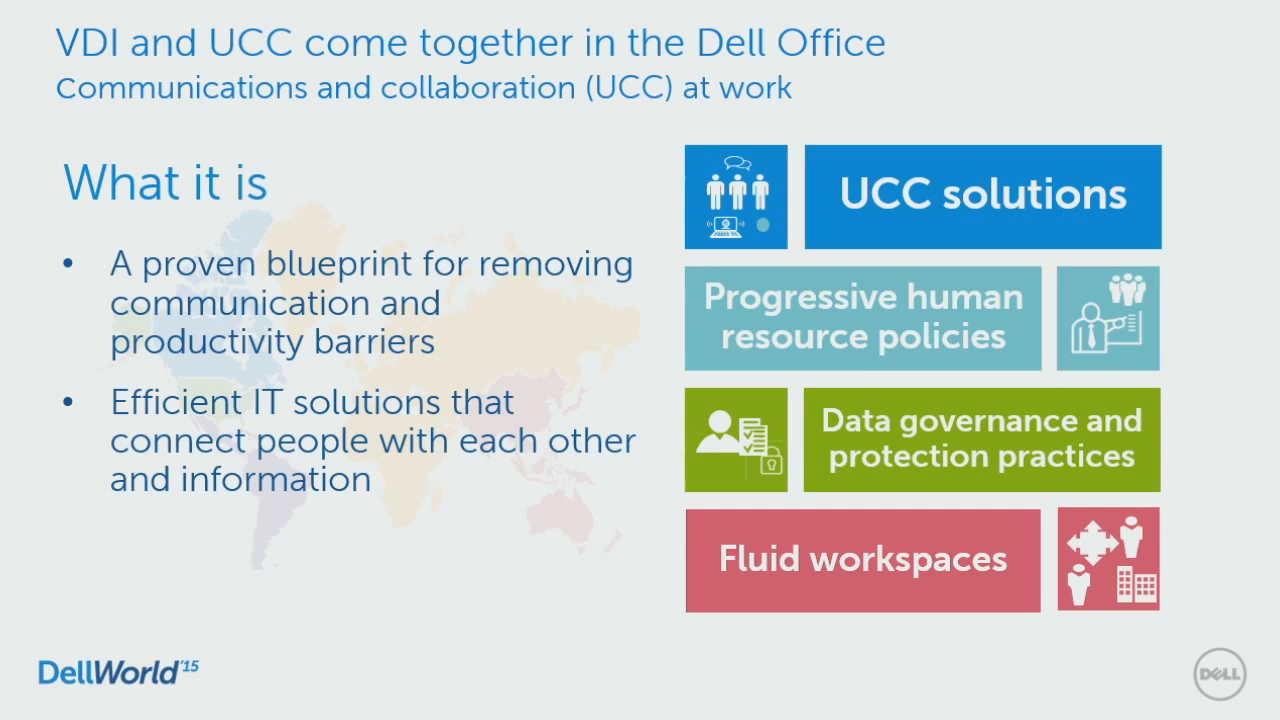 VDI and UCC come together in the Dell Office
Communications and collaboration (UCC) at work
What it is
• A proven blueprint for removing
communication and
productivity barriers
• Efficient IT solutions that
connect people with each other
and information
UCC solutions
Progressive human
resource policies
Data governance and
protection practices
Fluid workspaces
DellWorld'15
DELL